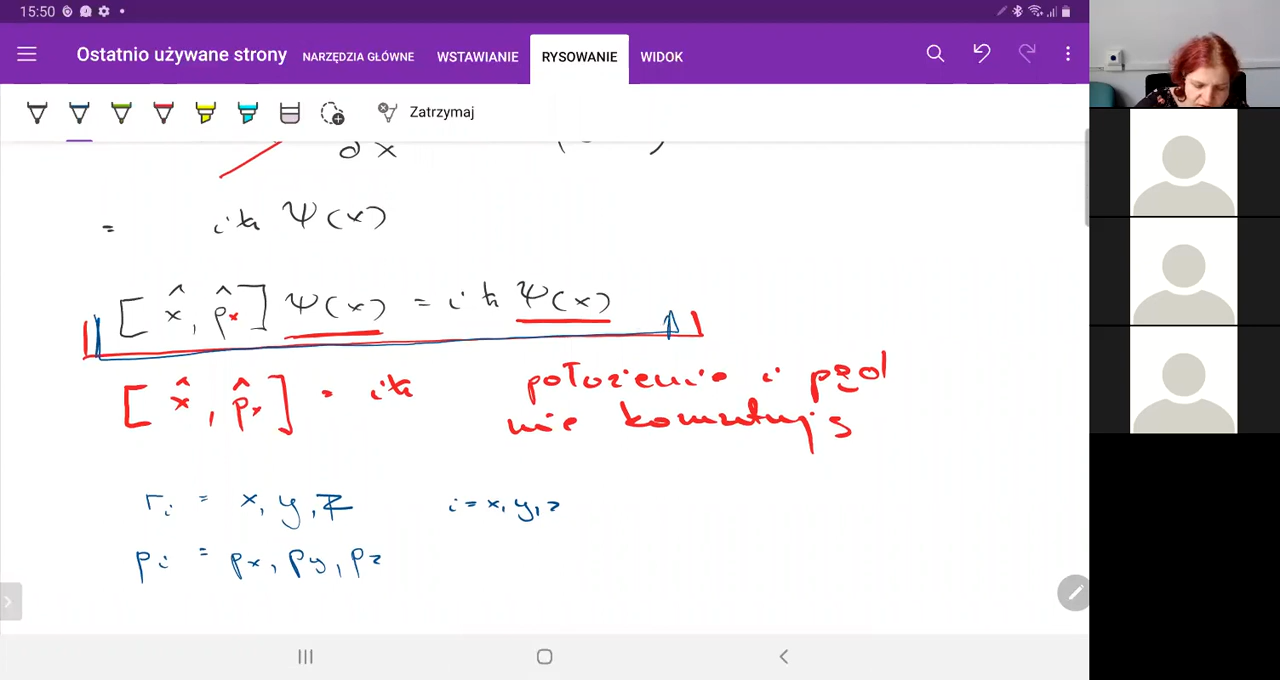 15:50
Ostatnio używane strony NARZĘDZIA GŁÓWNE WSTAWIANIE RYSOWANIE WIDOK
Zatrzymaj
∂ x
= iħ Ψ(x)
[x̂, p̂x] Ψ(x) = iħ Ψ(x)
[x̂, p̂x] = iħ położenie i pęd
nie komutują
ri = x, y, z i = x, y, z
pi = px, py, pz